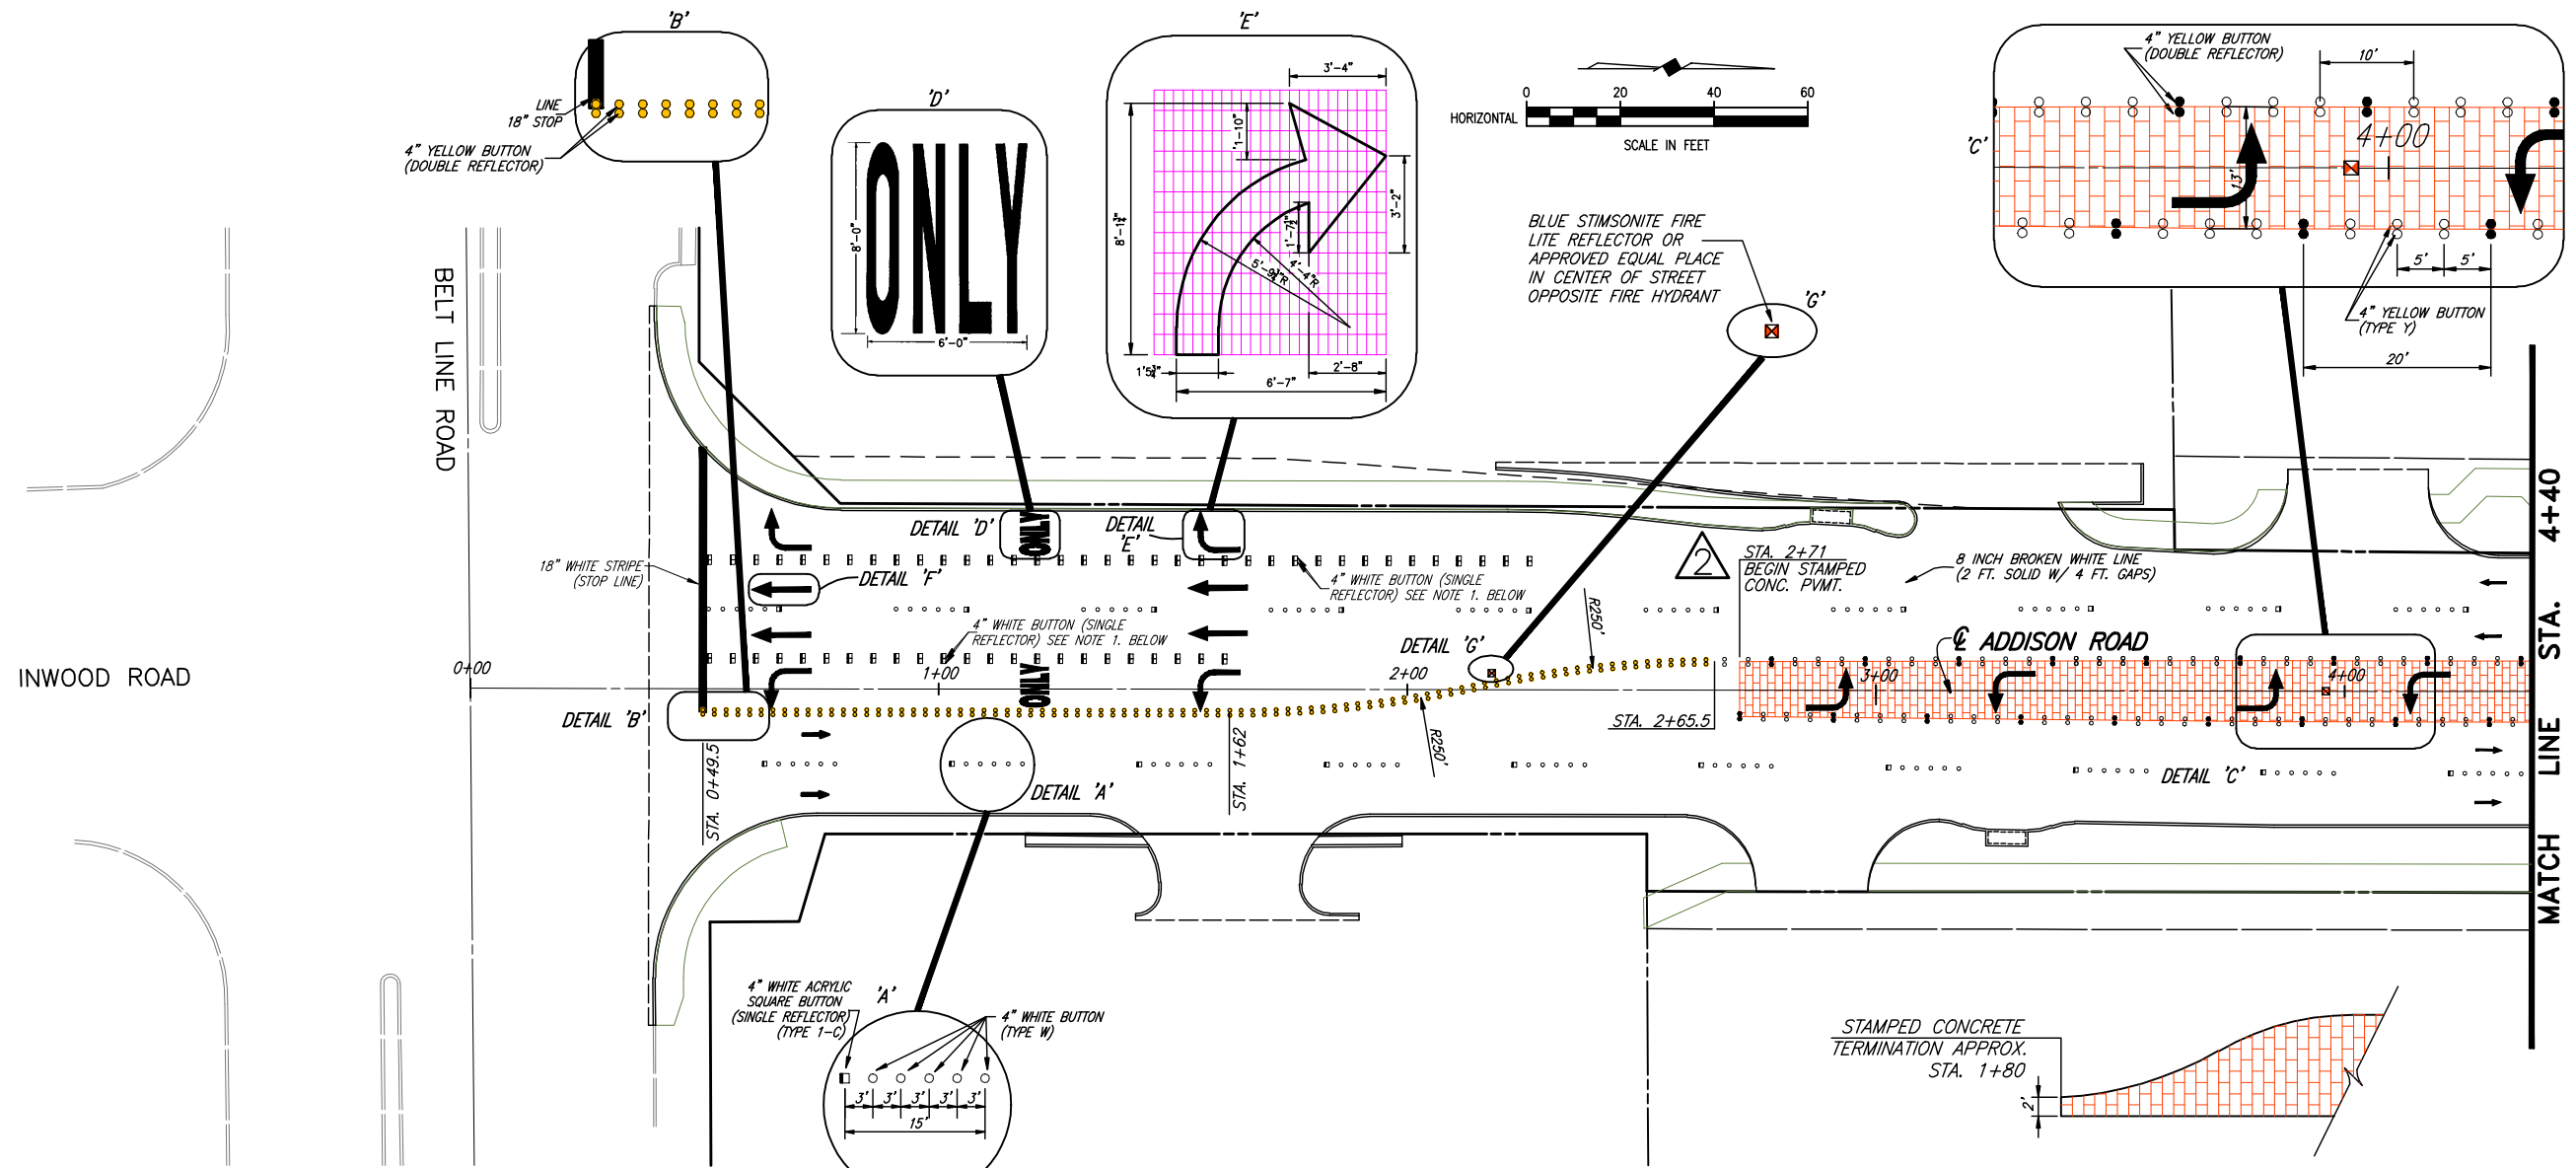 'B'
LINE
18" STOP
4" YELLOW BUTTON
(DOUBLE REFLECTOR)
'D'
ONLY
8'-0"
6'-0"
'E'
3'-4"
1'-10"
8'-1¼"
3'-2"
1'-7½"
5'-9¾"R
4'-4"R
1'5¾"
2'-8"
6'-7"
0 20 40 60
HORIZONTAL
SCALE IN FEET
BLUE STIMSONITE FIRE
LITE REFLECTOR OR
APPROVED EQUAL PLACE
IN CENTER OF STREET
OPPOSITE FIRE HYDRANT
'G'
4" YELLOW BUTTON
(DOUBLE REFLECTOR)
10'
'C'
4+00
13'
5' 5'
4" YELLOW BUTTON
(TYPE Y)
20'
BELT LINE ROAD
INWOOD ROAD
0+00
18" WHITE STRIPE
(STOP LINE)
DETAIL 'D'
ONLY
DETAIL
'E'
DETAIL 'F'
4" WHITE BUTTON (SINGLE
REFLECTOR) SEE NOTE 1. BELOW
4" WHITE BUTTON (SINGLE
REFLECTOR) SEE NOTE 1. BELOW
1+00
ONLY
DETAIL 'B'
STA. 0+49.5
DETAIL 'A'
STA. 1+62
DETAIL 'G'
2+00
R250'
R250'
2
STA. 2+71
BEGIN STAMPED
CONC. PVMT.
8 INCH BROKEN WHITE LINE
(2 FT. SOLID W/ 4 FT. GAPS)
℄ ADDISON ROAD
STA. 2+65.5
3+00
4+00
DETAIL 'C'
MATCH LINE STA. 4+40
4" WHITE ACRYLIC
SQUARE BUTTON
(SINGLE REFLECTOR)
(TYPE 1-C)
'A'
4" WHITE BUTTON
(TYPE W)
3' 3' 3' 3' 3'
15'
STAMPED CONCRETE
TERMINATION APPROX.
STA. 1+80
2'